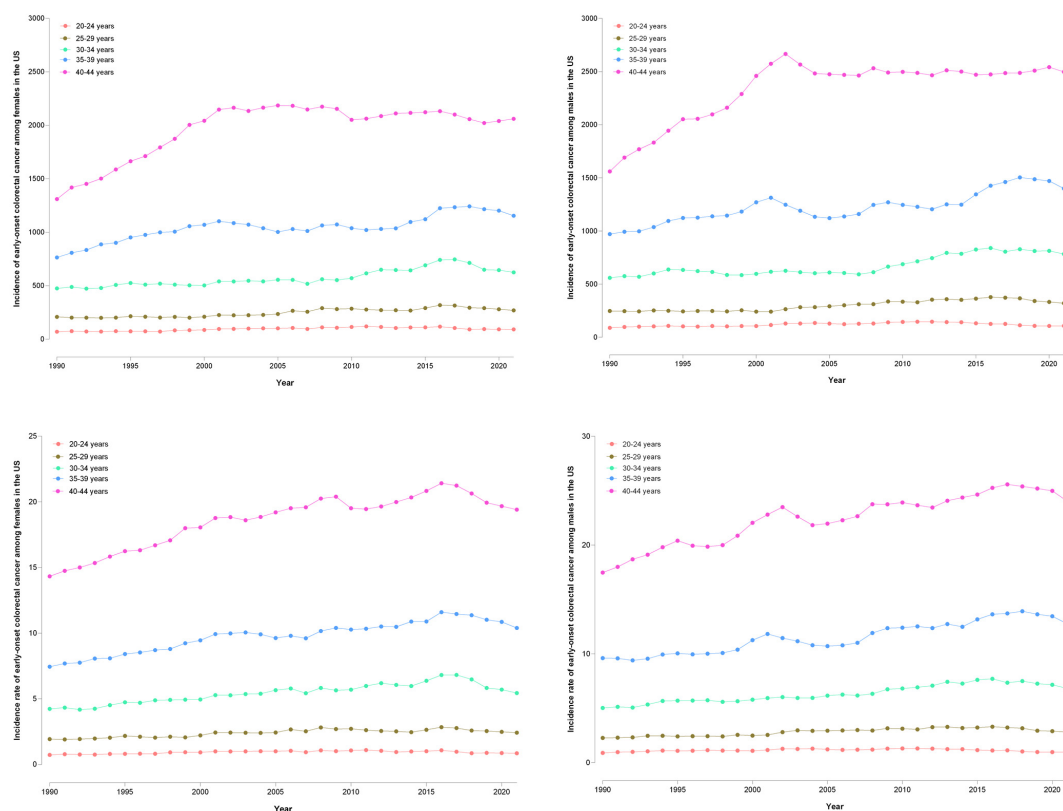 Incidence of early-onset colorectal cancer among females in the US
3000
2500
2000
1500
1000
500
0
20-24 years
25-29 years
30-34 years
35-39 years
40-44 years
1990
1995
2000
2005
2010
2015
2020
Year
Incidence of early-onset colorectal cancer among males in the US
3000
2500
2000
1500
1000
500
0
20-24 years
25-29 years
30-34 years
35-39 years
40-44 years
1990
1995
2000
2005
2010
2015
2020
Year
Incidence rate of early-onset colorectal cancer among females in the US
25
20
15
10
5
0
20-24 years
25-29 years
30-34 years
35-39 years
40-44 years
1990
1995
2000
2005
2010
2015
2020
Year
Incidence rate of early-onset colorectal cancer among males in the US
30
20
10
0
20-24 years
25-29 years
30-34 years
35-39 years
40-44 years
1990
1995
2000
2005
2010
2015
2020
Year